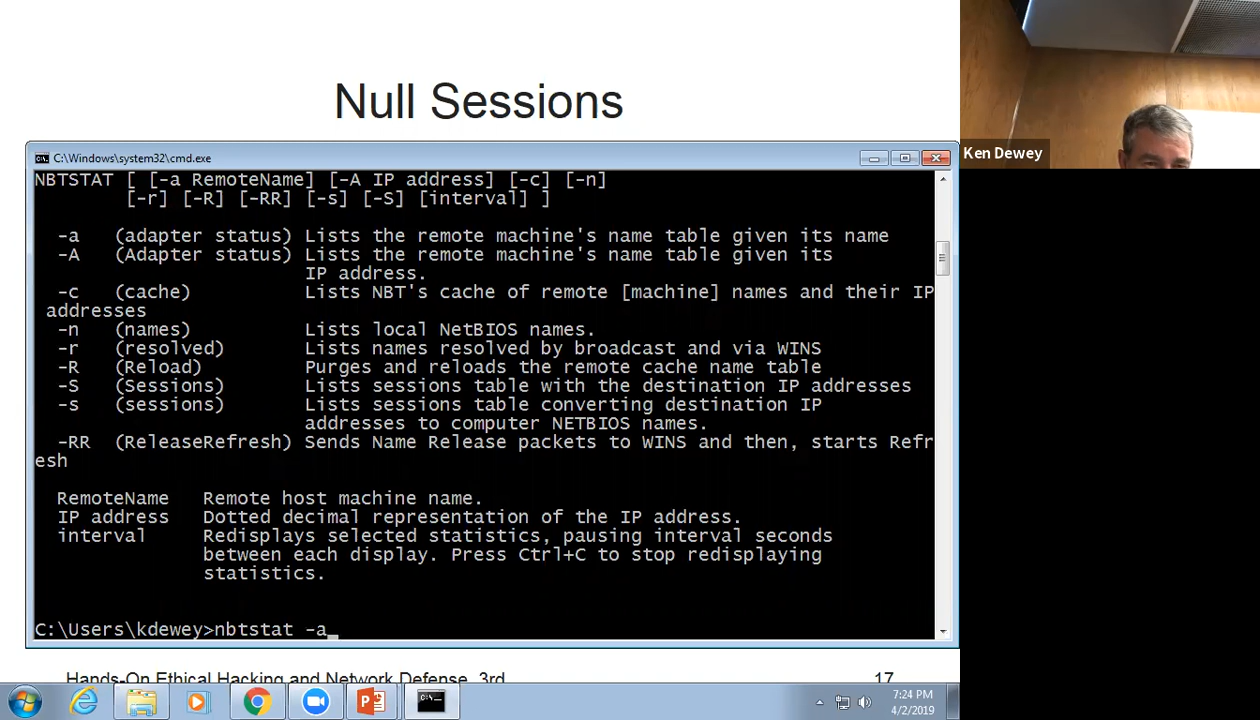 Null Sessions
Ken Dewey
C:\Windows\system32\cmd.exe
NBTSTAT [ [-a RemoteName] [-A IP address] [-c] [-n]
[-r] [-R] [-RR] [-s] [-S] [interval] ]
-a (adapter status) Lists the remote machine's name table given its name
-A (Adapter status) Lists the remote machine's name table given its
IP address.
-c (cache) Lists NBT's cache of remote [machine] names and their IP
addresses
-n (names) Lists local NetBIOS names.
-r (resolved) Lists names resolved by broadcast and via WINS
-R (Reload) Purges and reloads the remote cache name table
-S (Sessions) Lists sessions table with the destination IP addresses
-s (sessions) Lists sessions table converting destination IP
addresses to computer NETBIOS names.
-RR (ReleaseRefresh) Sends Name Release packets to WINS and then, starts Refr
esh
RemoteName Remote host machine name.
IP address Dotted decimal representation of the IP address.
interval Redisplays selected statistics, pausing interval seconds
between each display. Press Ctrl+C to stop redisplaying
statistics.
C:\Users\kdewey>nbtstat -a_
Hands-On Ethical Hacking and Network Defense, 3rd 17
7:24 PM
4/2/2019